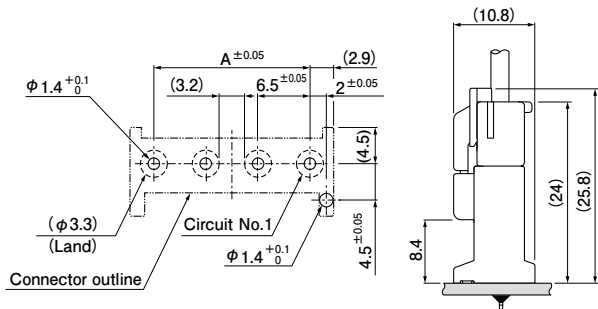 A ±0.05
(2.9)
(3.2)
6.5 ±0.05
2 ±0.05
φ1.4 +0.1 0
(4.5)
(φ3.3)
(Land)
Circuit No.1
φ1.4 +0.1 0
4.5 ±0.05
Connector outline
(10.8)
8.4
(24)
(25.8)